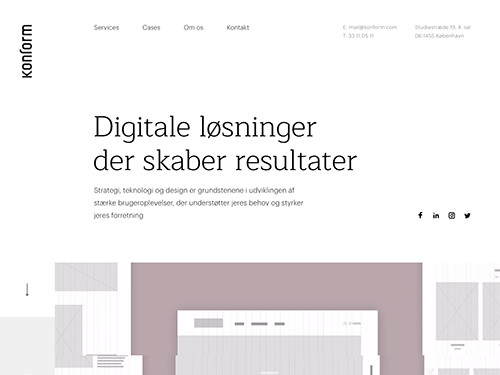 konform
Services Cases Om os Kontakt
E: mail@konform.com
T: 33 11 05 11
Studiestræde 19, 4. sal
DK-1455 København
Digitale løsninger
der skaber resultater
Strategi, teknologi og design er grundstenene i udviklingen af
stærke brugeroplevelser, der understøtter jeres behov og styrker
jeres forretning